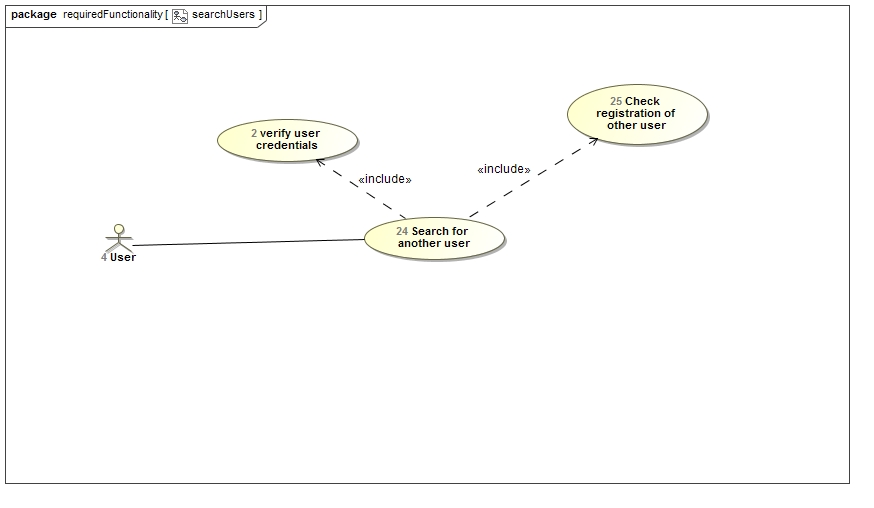 package requiredFunctionality [ searchUsers ]
2 verify user
credentials
25 Check
registration of
other user
«include»
«include»
24 Search for
another user
4 User